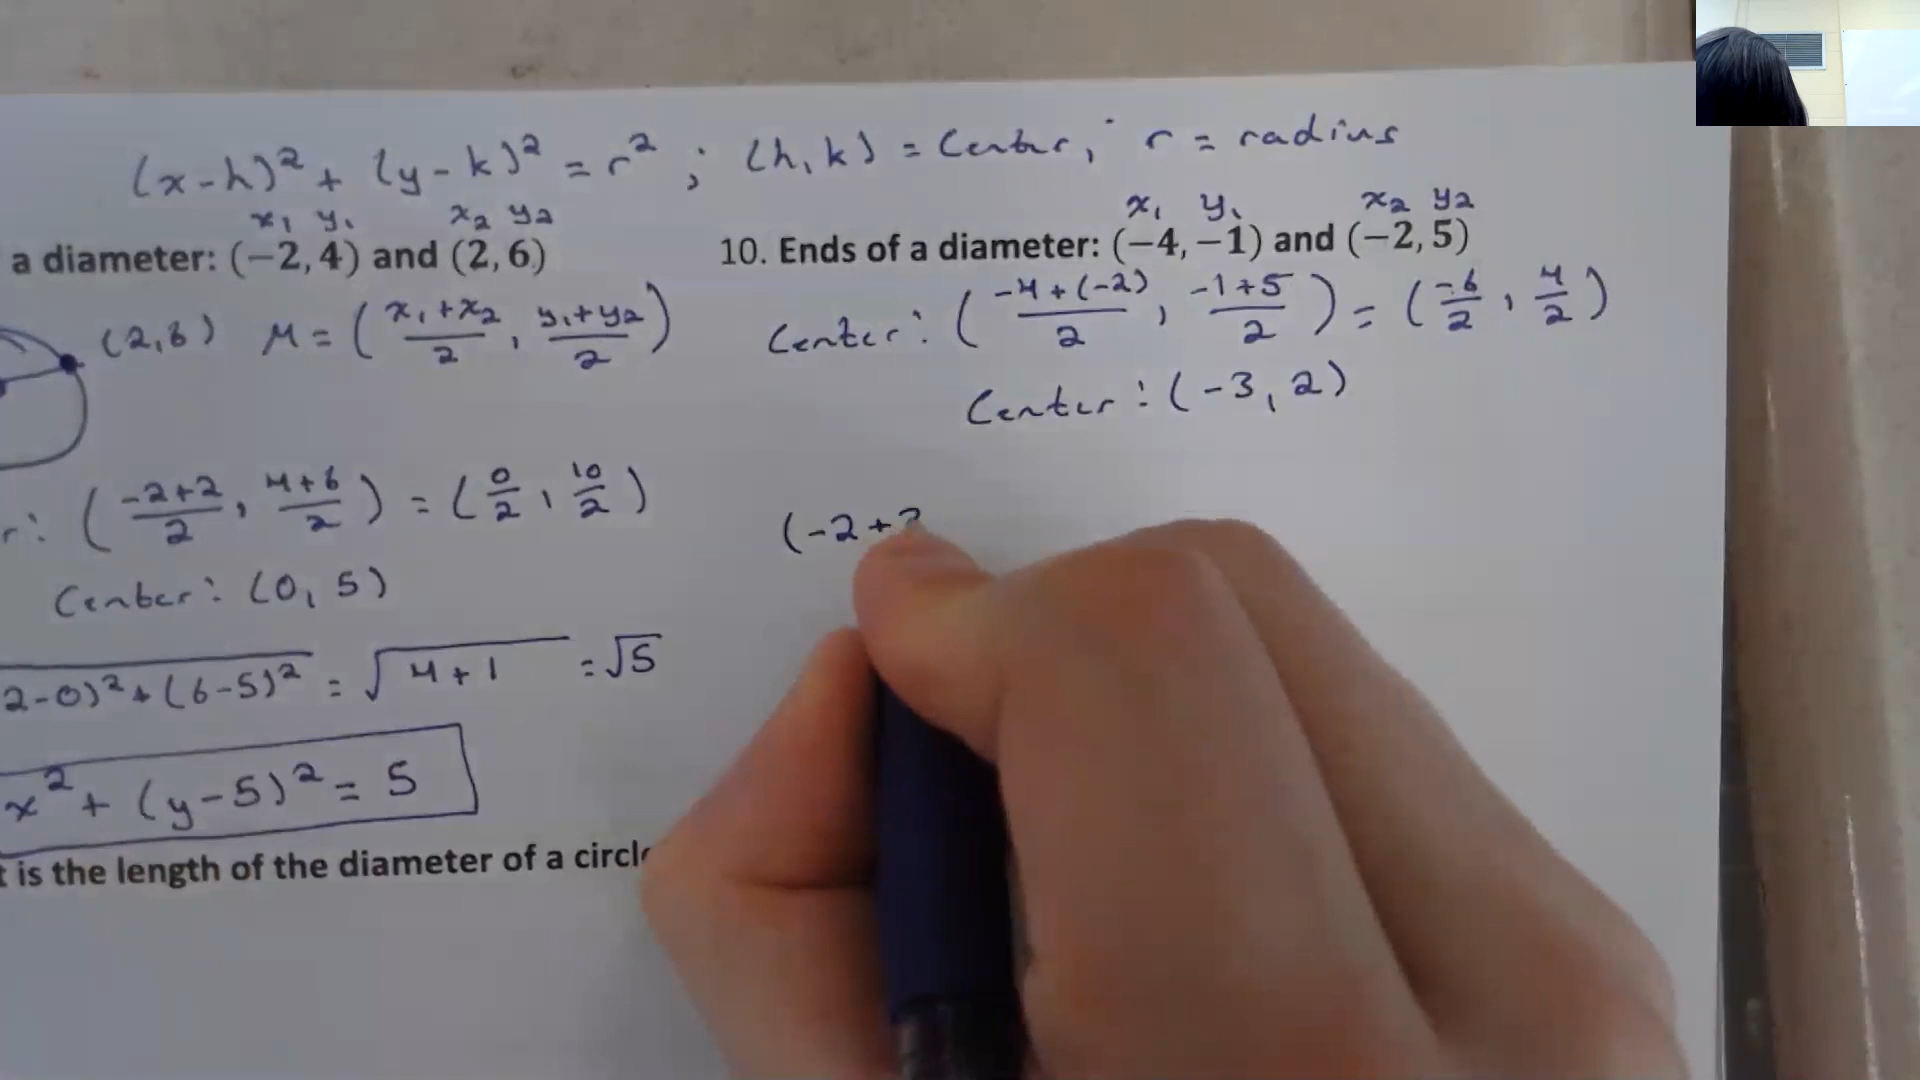 (x-h)² + (y-k)² = r² ; (h,k) = Center, r = radius
x₁ y₁ x₂ y₂
a diameter: (−2, 4) and (2, 6)
(2,6) M = (x₁+x₂/2, y₁+y₂/2)
r: (-2+2/2, 4+6/2) = (0/2, 10/2)
Center: (0, 5)
2-0)² + (6-5)² = √4+1 = √5
x² + (y-5)² = 5
t is the length of the diameter of a circle
x₁ y₁ x₂ y₂
10. Ends of a diameter: (−4, −1) and (−2, 5)
Center: (-4+(-2)/2, -1+5/2) = (-6/2, 4/2)
Center: (-3, 2)
(-2+